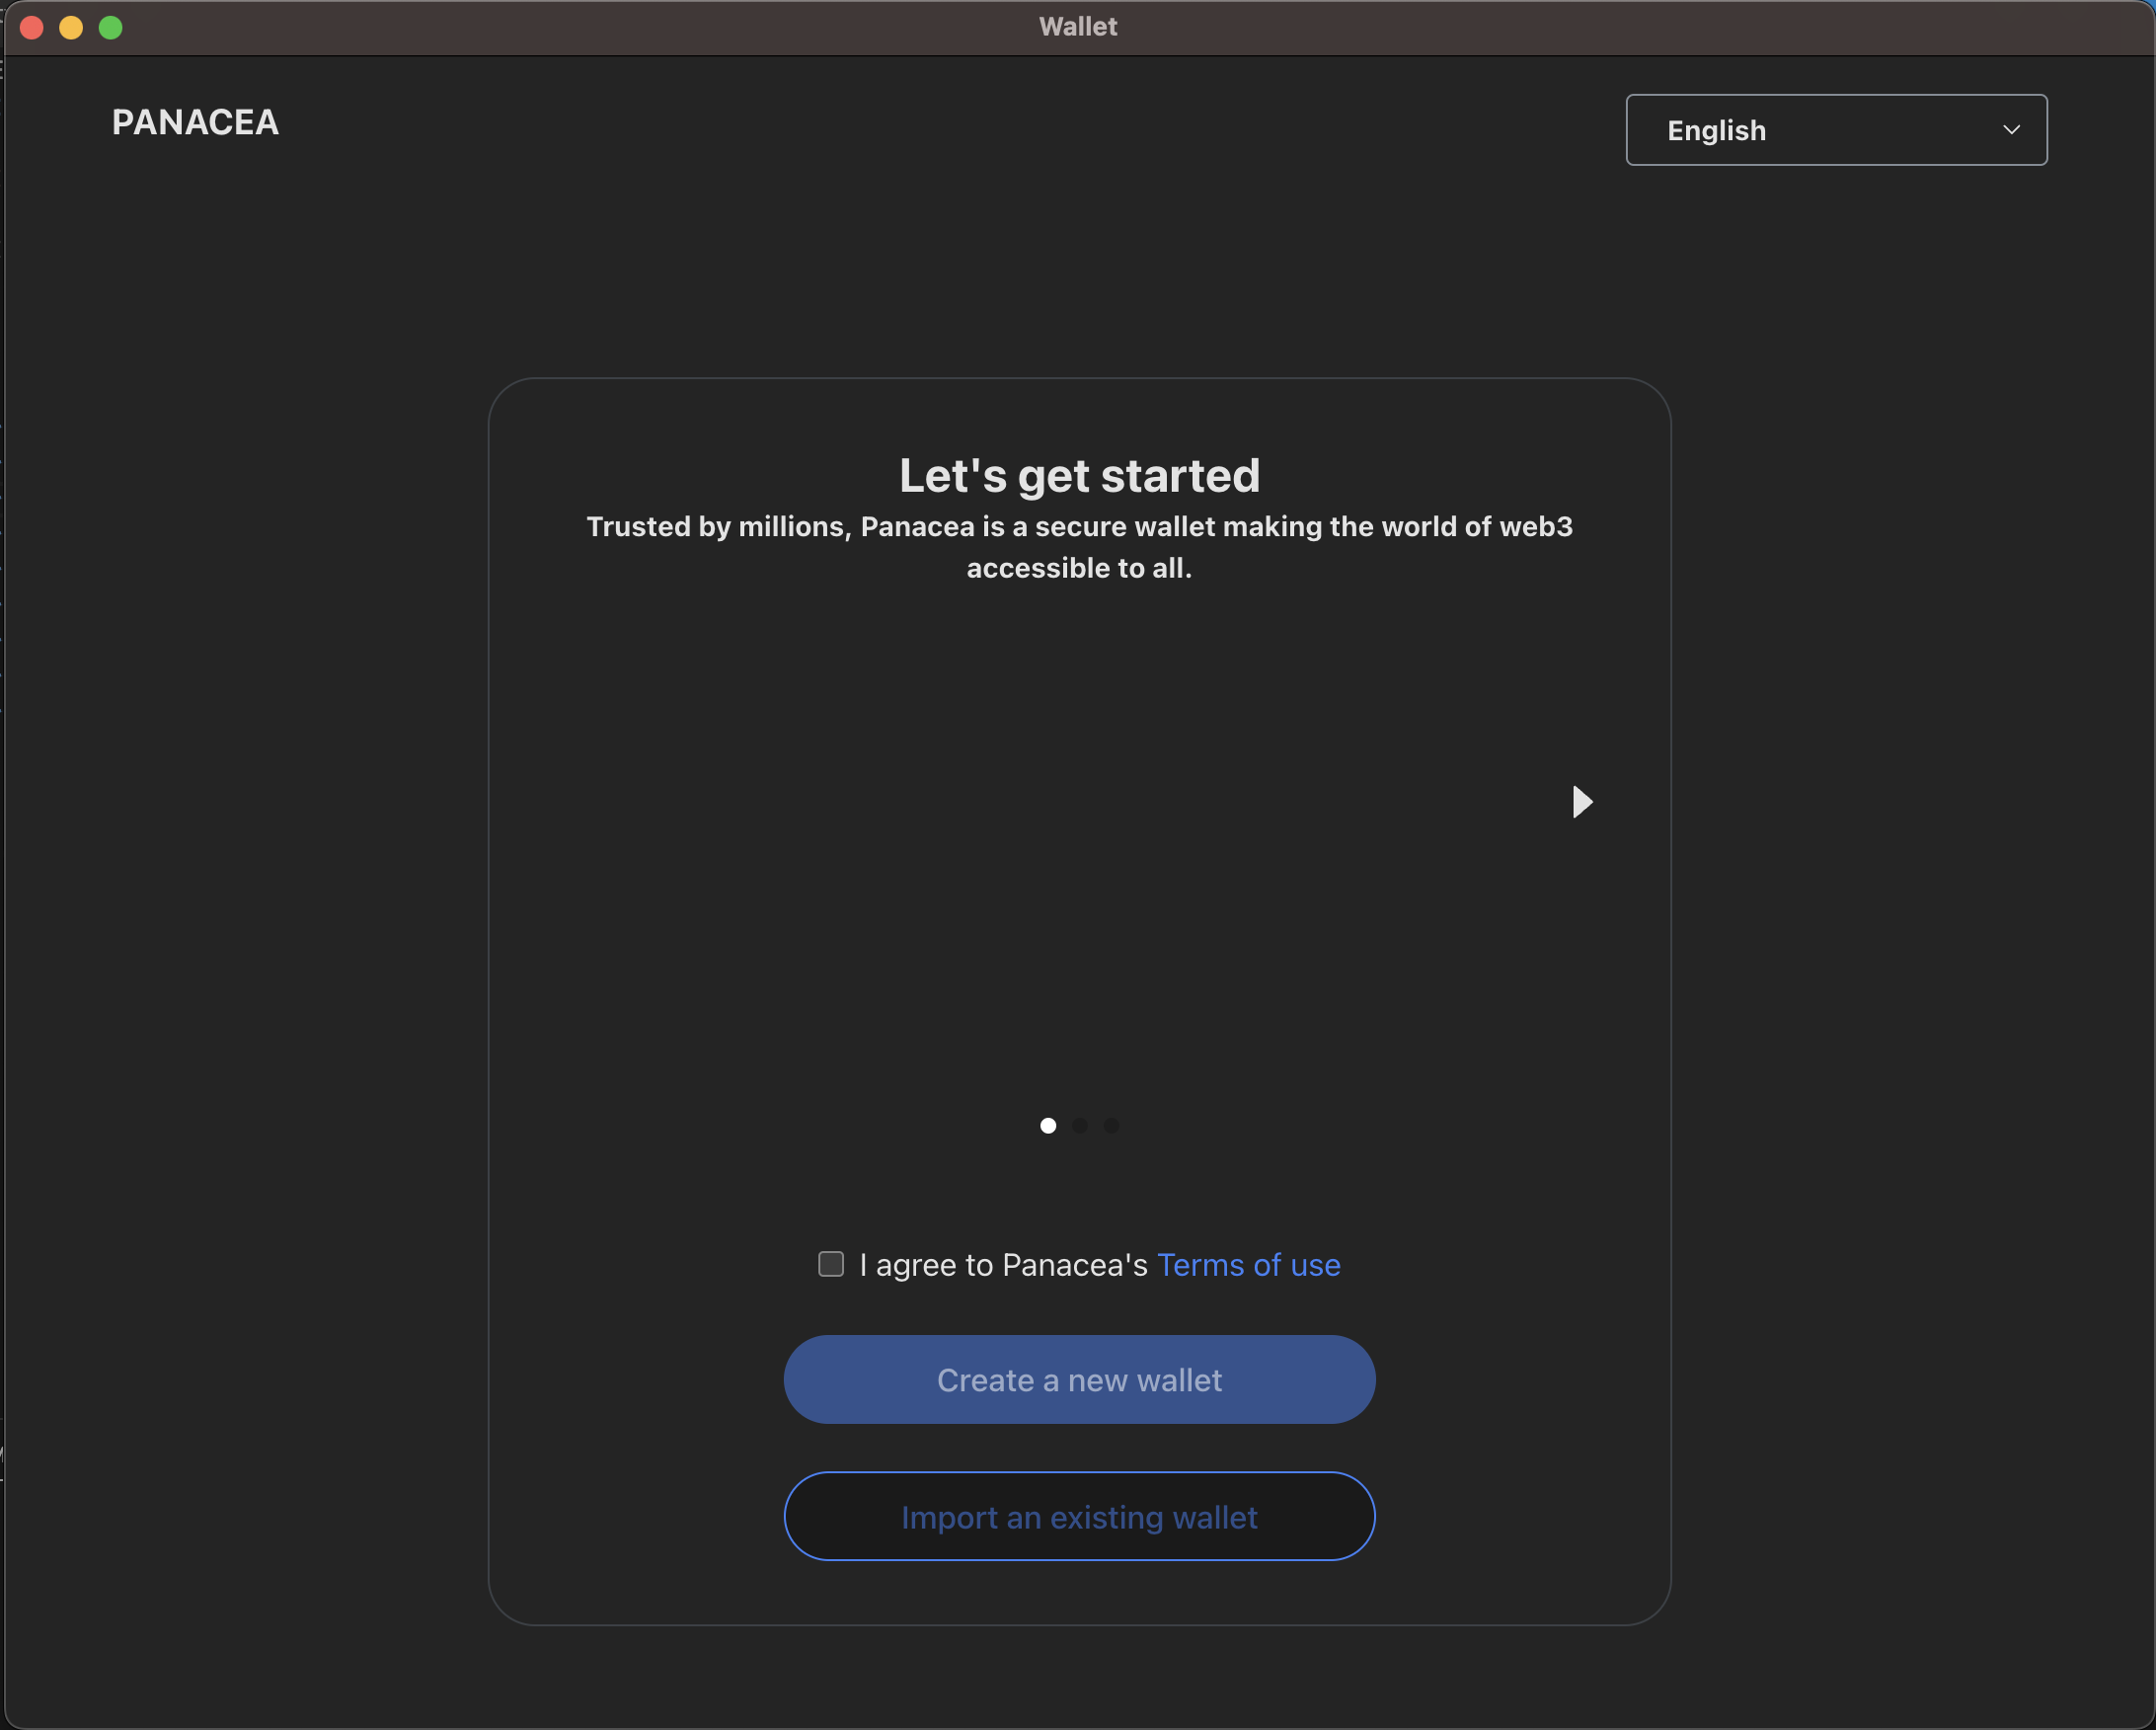 Wallet
PANACEA
English
Let's get started
Trusted by millions, Panacea is a secure wallet making the world of web3
accessible to all.
I agree to Panacea's Terms of use
Create a new wallet
Import an existing wallet